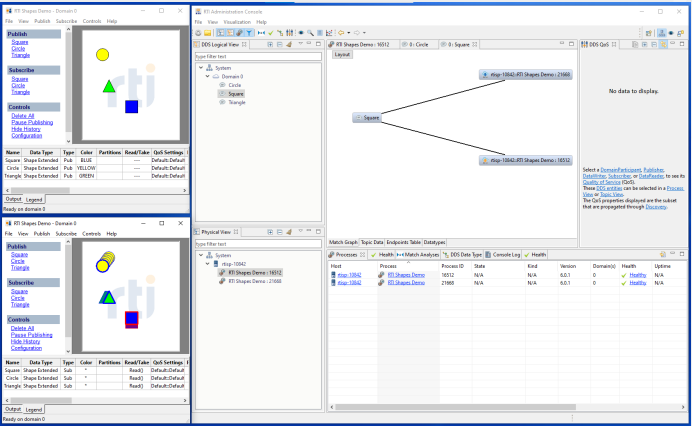 RTI Shapes Demo - Domain 0
File View Publish Subscribe Controls Help
Publish
Square
Circle
Triangle
Subscribe
Square
Circle
Triangle
Controls
Delete All
Pause Publishing
Hide History
Configuration
rti
Name Data Type Type Color Partitions Read/Take QoS Settings
Square Shape Extended Pub BLUE ---- Default::Default
Circle Shape Extended Pub YELLOW ---- Default::Default
Triangle Shape Extended Pub GREEN ---- Default::Default
Output Legend
Ready on domain 0
RTI Shapes Demo - Domain 0
File View Publish Subscribe Controls Help
Publish
Square
Circle
Triangle
Subscribe
Square
Circle
Triangle
Controls
Delete All
Pause Publishing
Hide History
Configuration
rti
Name Data Type Type Color Partitions Read/Take QoS Settings
Square Shape Extended Sub * Read() Default::Default
Circle Shape Extended Sub * Read() Default::Default
Triangle Shape Extended Sub * Read() Default::Default
Output Legend
Ready on domain 0
RTI Administration Console
File View Visualization Help
DDS Logical View
type filter text
System
Domain 0
Circle
Square
Triangle
Physical View
type filter text
System
rtisp-10842
RTI Shapes Demo : 16512
RTI Shapes Demo : 21668
RTI Shapes Demo : 16512 0 : Circle 0 : Square
Layout
rtisp-10842::RTI Shapes Demo : 21668
Square
rtisp-10842::RTI Shapes Demo : 16512
Match Graph Topic Data Endpoints Table Datatypes
DDS QoS
No data to display.
Select a DomainParticipant, Publisher,
DataWriter, Subscriber, or DataReader, to see its
Quality of Service (QoS).
These DDS entities can be selected in a Process
View or Topic View.
The QoS properties displayed are the subset
that are propagated through Discovery.
Processes Health Match Analyses DDS Data Type Console Log Health
Host Process Process ID State Kind Version Domain(s) Health Uptime
rtisp-10842 RTI Shapes Demo 16512 N/A N/A 6.0.1 0 Healthy N/A
rtisp-10842 RTI Shapes Demo 21668 N/A N/A 6.0.1 0 Healthy N/A